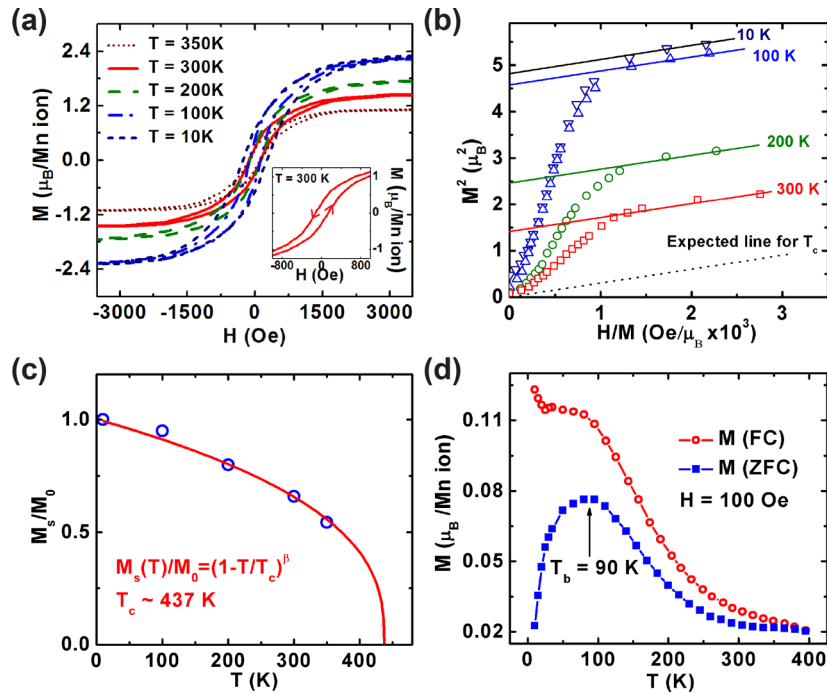 (a)
T = 350K
T = 300K
T = 200K
T = 100K
T = 10K
2.4
1.2
0.0
-1.2
-2.4
M (μB/Mn ion)
-3000 -1500 0 1500 3000
H (Oe)
T = 300 K
1
0
-1
M (μB/Mn ion)
-800 0 800
H (Oe)
(b)
10 K
100 K
200 K
300 K
Expected line for Tc
5
4
3
2
1
0
M² (μB²)
0 1 2 3
H/M (Oe/μB x10³)
(c)
1.0
0.5
0.0
Ms/M0
Ms(T)/M0=(1-T/Tc)^β
Tc ~ 437 K
0 100 200 300 400
T (K)
(d)
M (FC)
M (ZFC)
H = 100 Oe
Tb = 90 K
0.11
0.08
0.05
0.02
M (μB/Mn ion)
0 100 200 300 400
T (K)